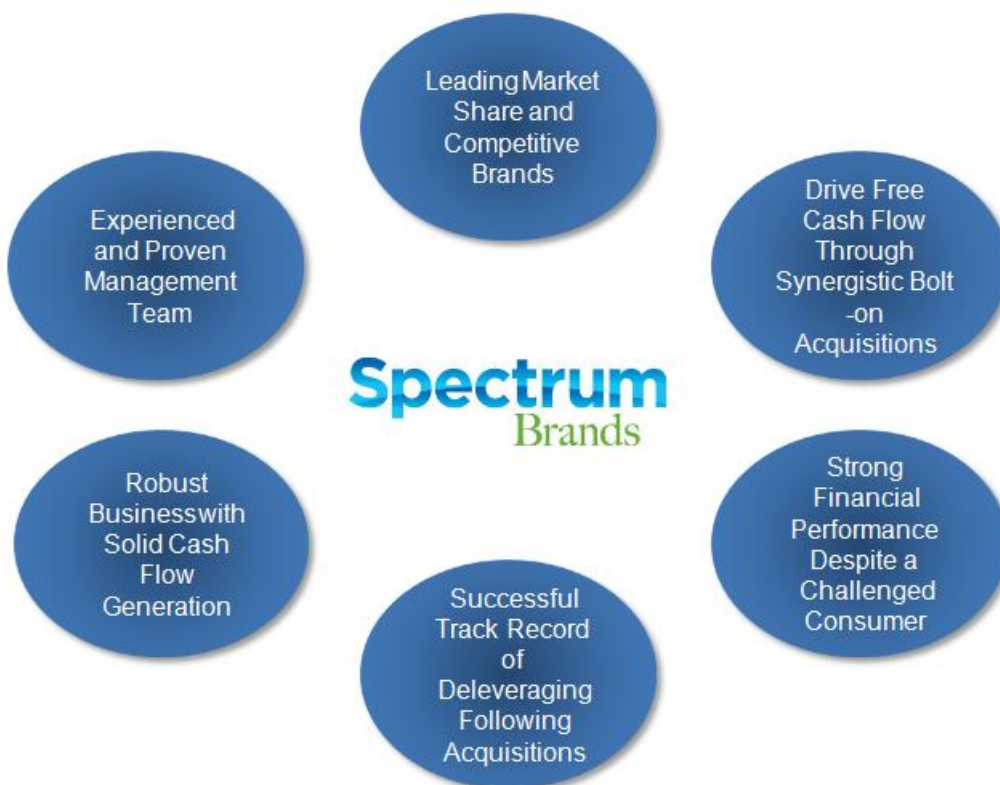 Leading Market
Share and
Competitive
Brands
Experienced
and Proven
Management
Team
Drive Free
Cash Flow
Through
Synergistic Bolt
-on
Acquisitions
Spectrum
Brands
Robust
Business with
Solid Cash
Flow
Generation
Strong
Financial
Performance
Despite a
Challenged
Consumer
Successful
Track Record
of
Deleveraging
Following
Acquisitions